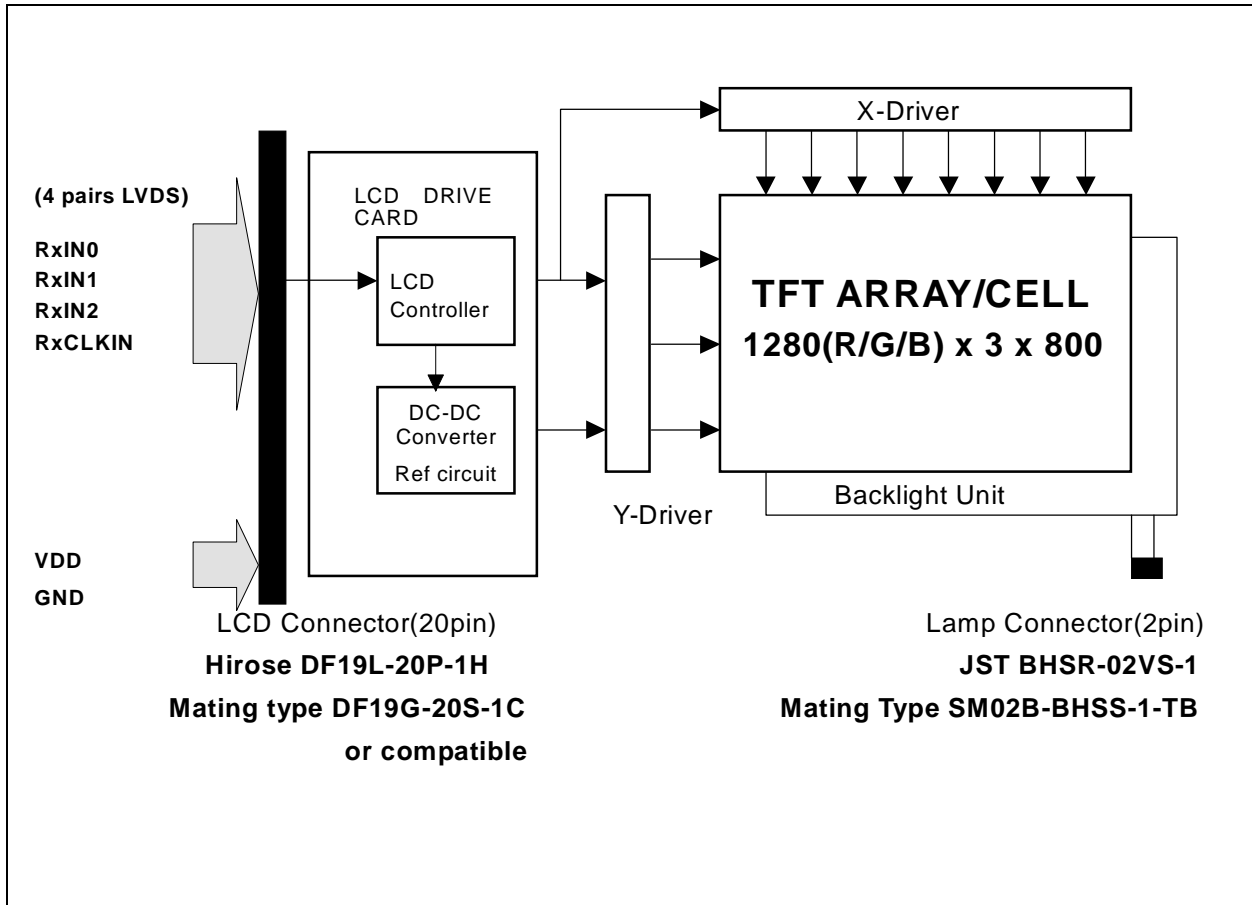 X-Driver
(4 pairs LVDS)
RxIN0
RxIN1
RxIN2
RxCLKIN
LCD DRIVE
CARD
LCD
Controller
DC-DC
Converter
Ref circuit
TFT ARRAY/CELL
1280(R/G/B) x 3 x 800
Backlight Unit
Y-Driver
VDD
GND
LCD Connector(20pin)
Hirose DF19L-20P-1H
Mating type DF19G-20S-1C
or compatible
Lamp Connector(2pin)
JST BHSR-02VS-1
Mating Type SM02B-BHSS-1-TB